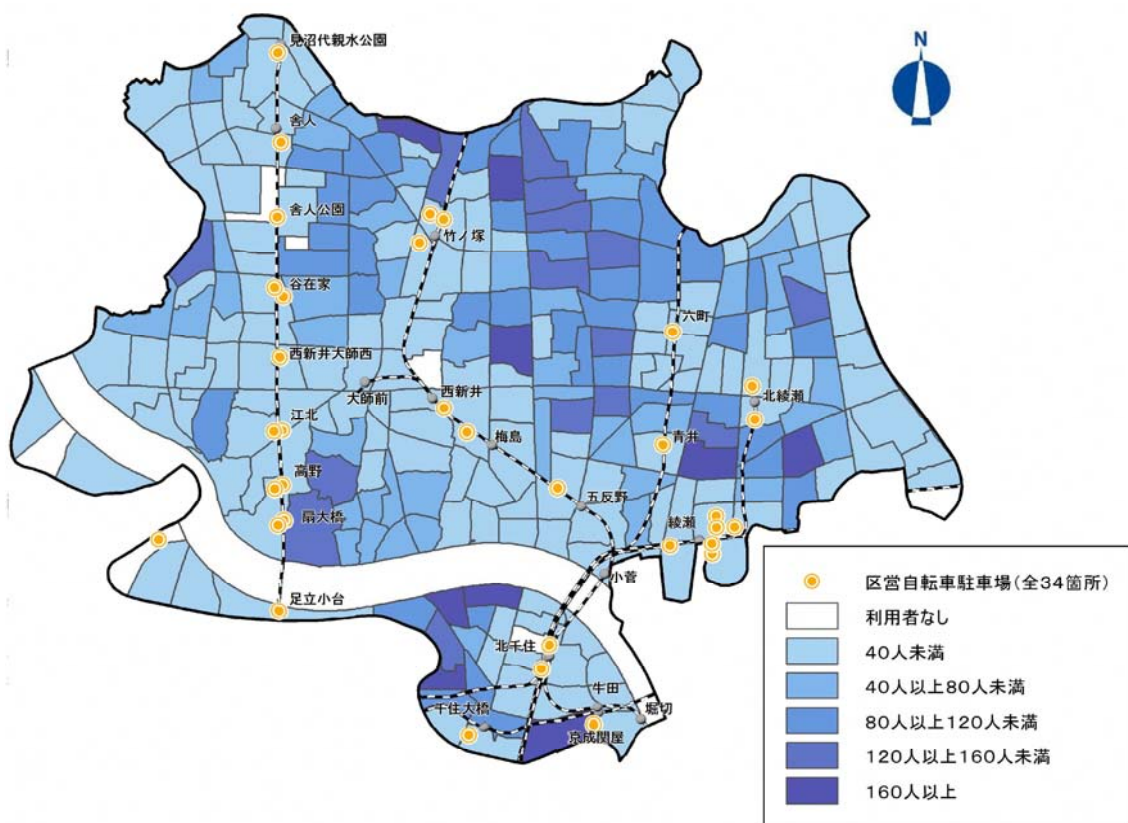 見沼代親水公園
N
舎人
舎人公園
竹ノ塚
谷在家
六町
西新井大師西
大師前
西新井
北綾瀬
江北
梅島
青井
高野
五反野
扇大橋
綾瀬
小菅
足立小台
北千住
牛田
堀切
千住大橋
京成関屋
区営自転車駐車場(全34箇所)
利用者なし
40人未満
40人以上80人未満
80人以上120人未満
120人以上160人未満
160人以上